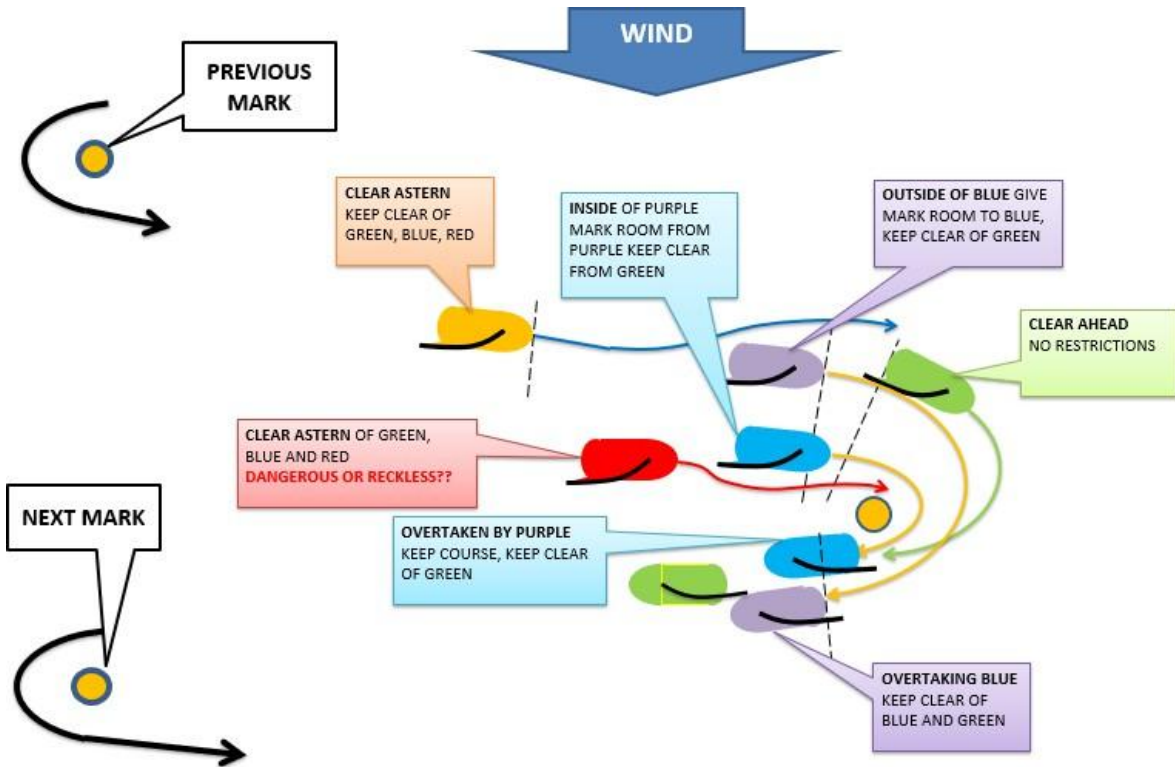 WIND
PREVIOUS
MARK
CLEAR ASTERN
KEEP CLEAR OF
GREEN, BLUE, RED
INSIDE OF PURPLE
MARK ROOM FROM
PURPLE KEEP CLEAR
FROM GREEN
OUTSIDE OF BLUE GIVE
MARK ROOM TO BLUE,
KEEP CLEAR OF GREEN
CLEAR AHEAD
NO RESTRICTIONS
CLEAR ASTERN OF GREEN,
BLUE AND RED
DANGEROUS OR RECKLESS??
NEXT MARK
OVERTAKEN BY PURPLE
KEEP COURSE, KEEP CLEAR
OF GREEN
OVERTAKING BLUE
KEEP CLEAR OF
BLUE AND GREEN